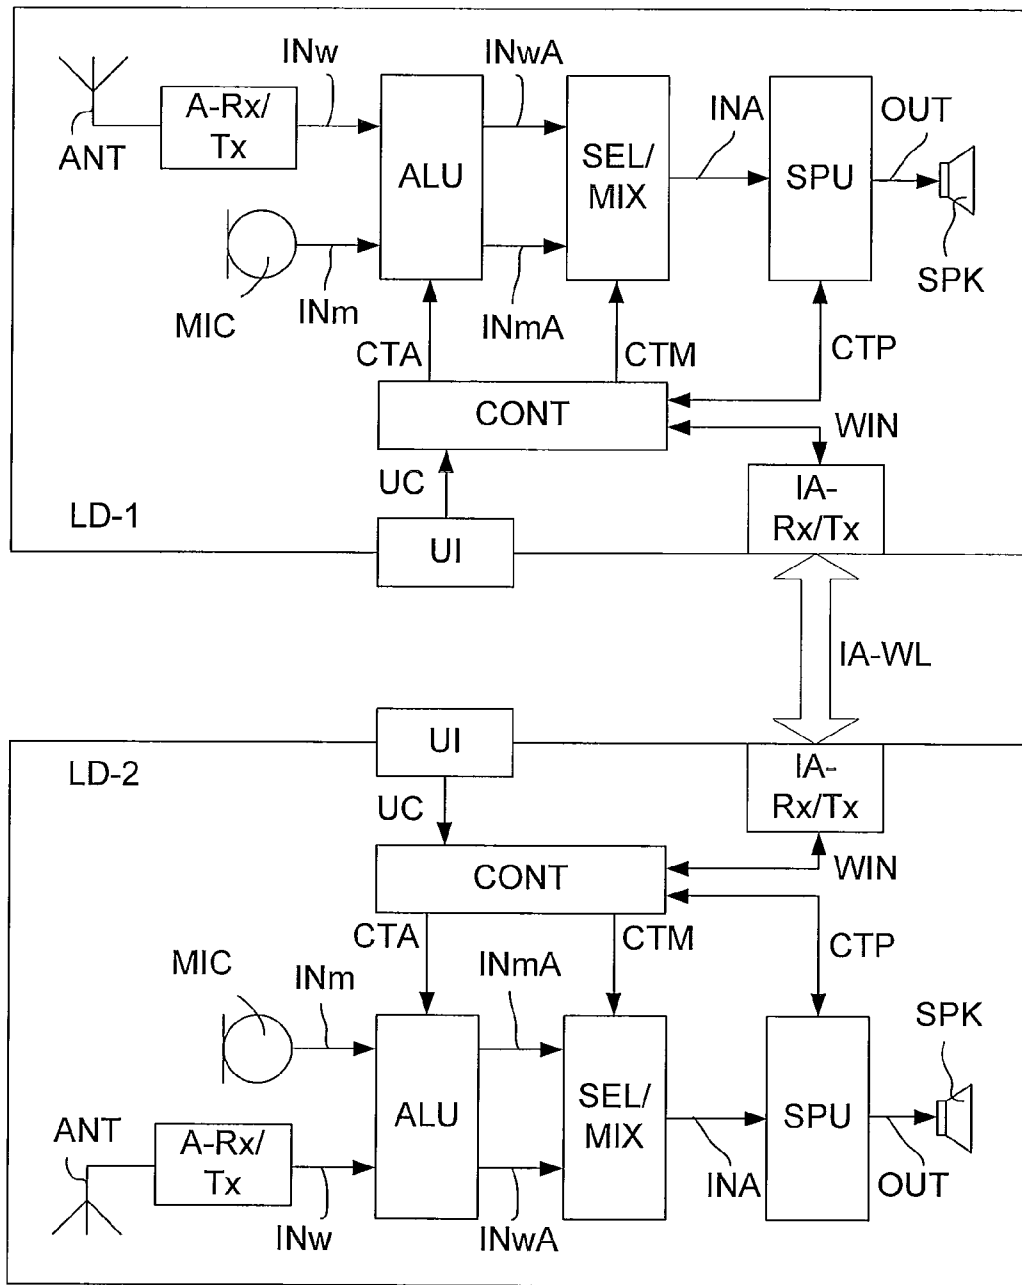 INw
INwA
A-Rx/
Tx
INA
OUT
ANT
ALU
SEL/
MIX
SPU
SPK
MIC
INm
INmA
CTA
CTM
CTP
CONT
WIN
UC
LD-1
UI
IA-
Rx/Tx
IA-WL
UI
LD-2
IA-
Rx/Tx
UC
CONT
WIN
CTA
CTM
CTP
MIC
INm
INmA
SPK
ALU
SEL/
MIX
SPU
ANT
A-Rx/
Tx
INw
INwA
INA
OUT